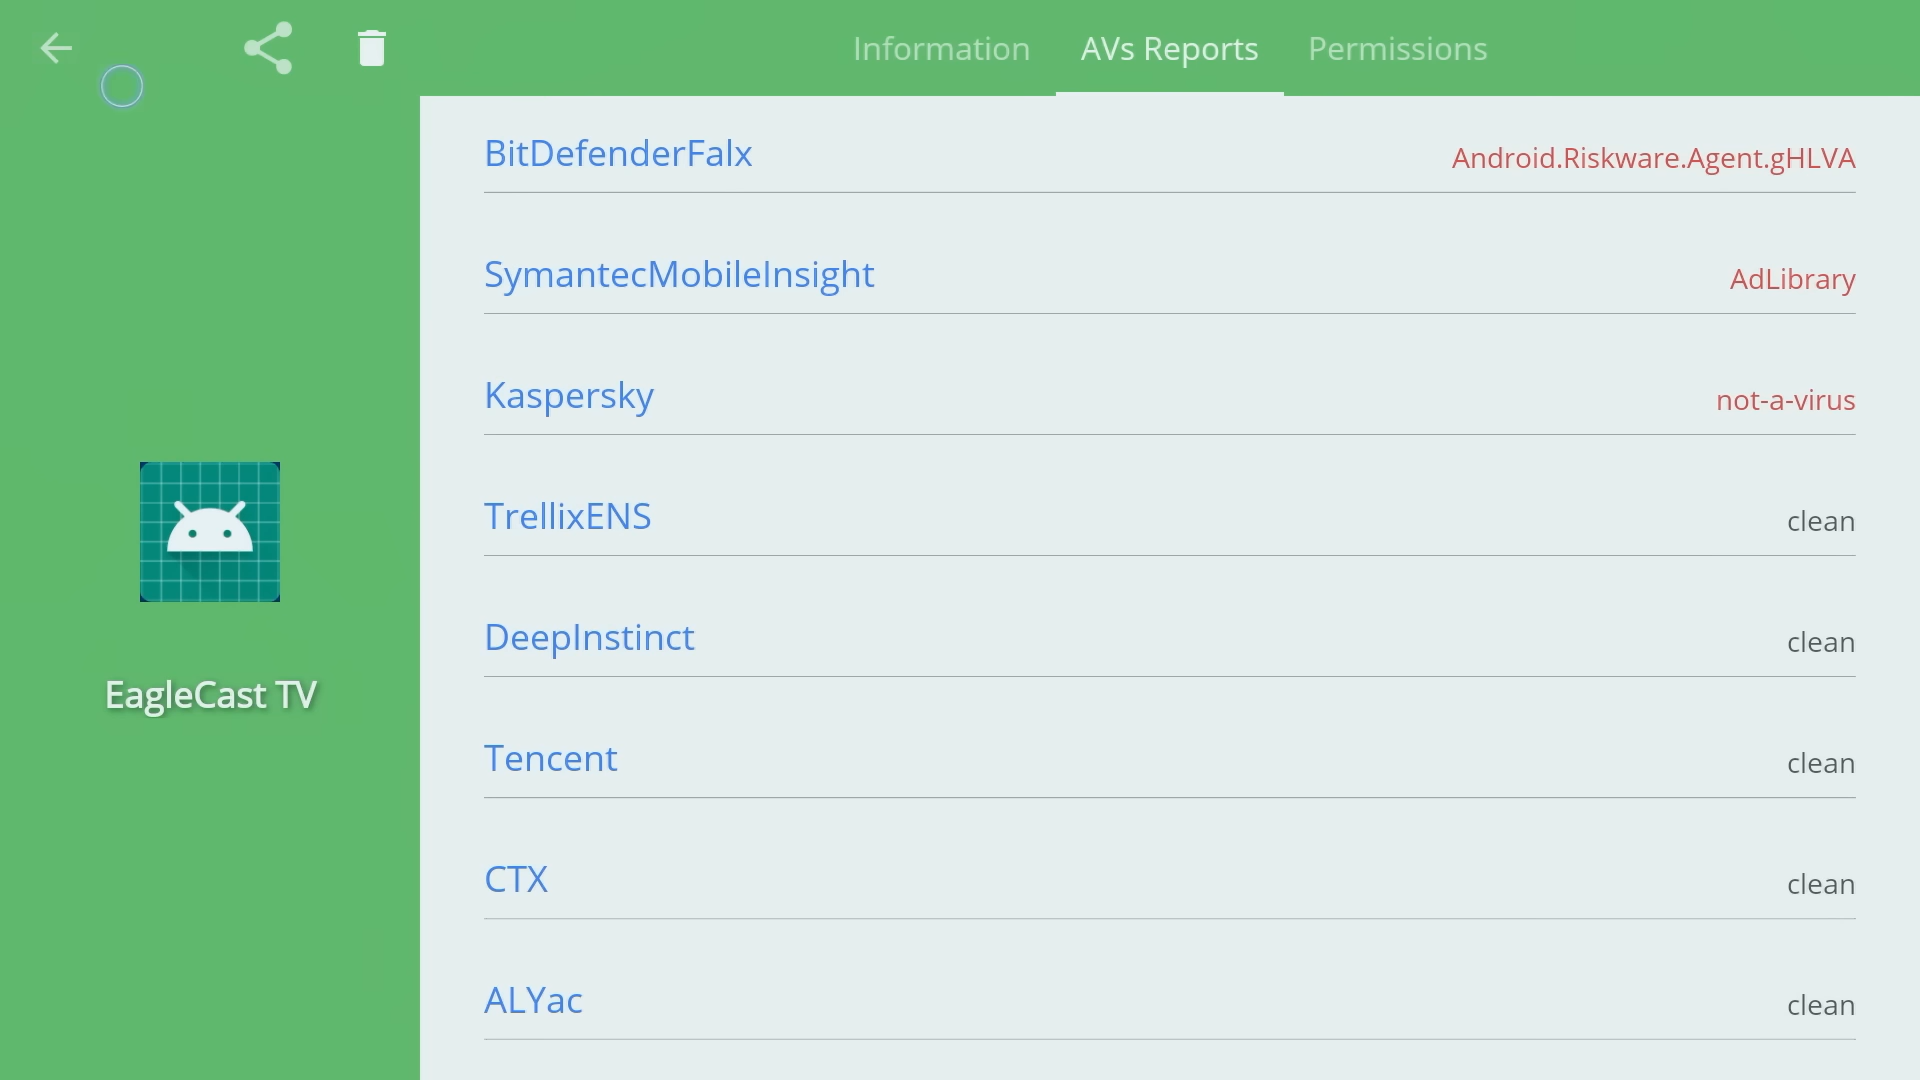 Information AVs Reports Permissions
BitDefenderFalx Android.Riskware.Agent.gHLVA
SymantecMobileInsight AdLibrary
Kaspersky not-a-virus
TrellixENS clean
DeepInstinct clean
EagleCast TV
Tencent clean
CTX clean
ALYac clean